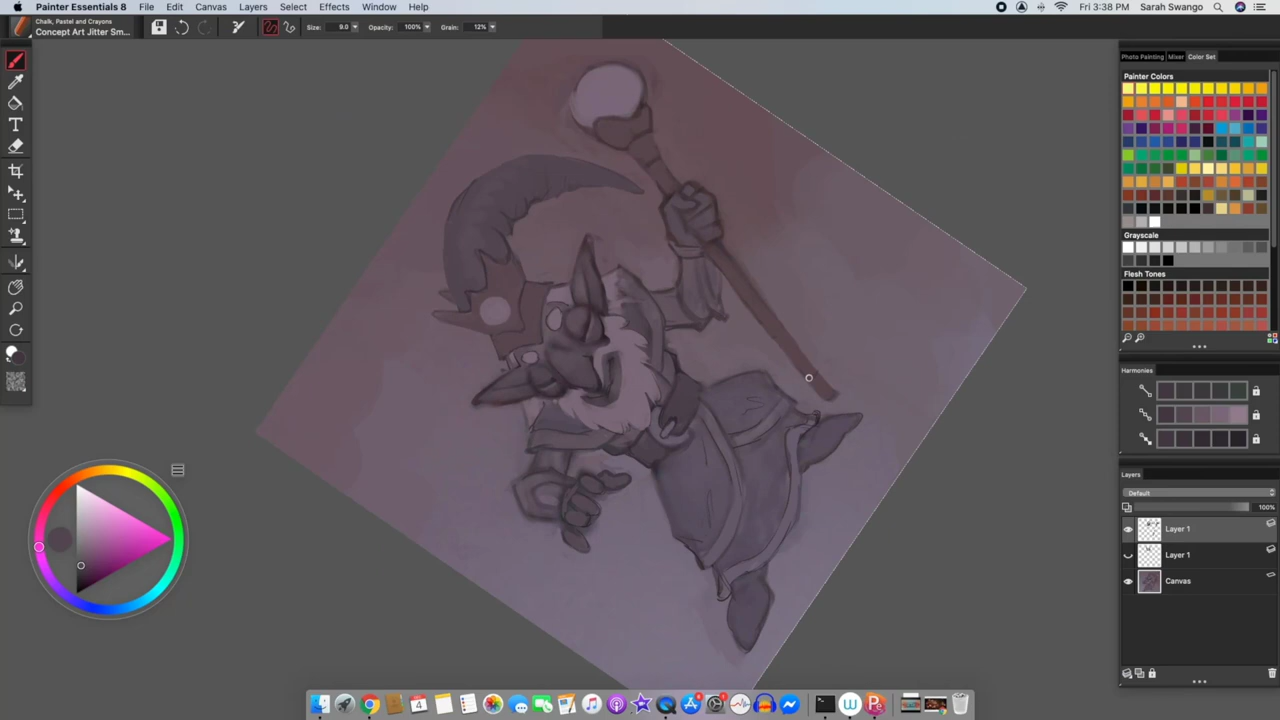 Painter Essentials 8 File Edit Canvas Layers Select Effects Window Help Fri 3:38 PM Sarah Swango
Chalk, Pastel and Crayons
Concept Art Jitter Sm... Size: 9.0 Opacity: 100% Grain: 12%
Photo Painting Mixer Color Set
Painter Colors
Grayscale
Flesh Tones
Harmonies
Layers
Default
100%
Layer 1
Layer 1
Canvas